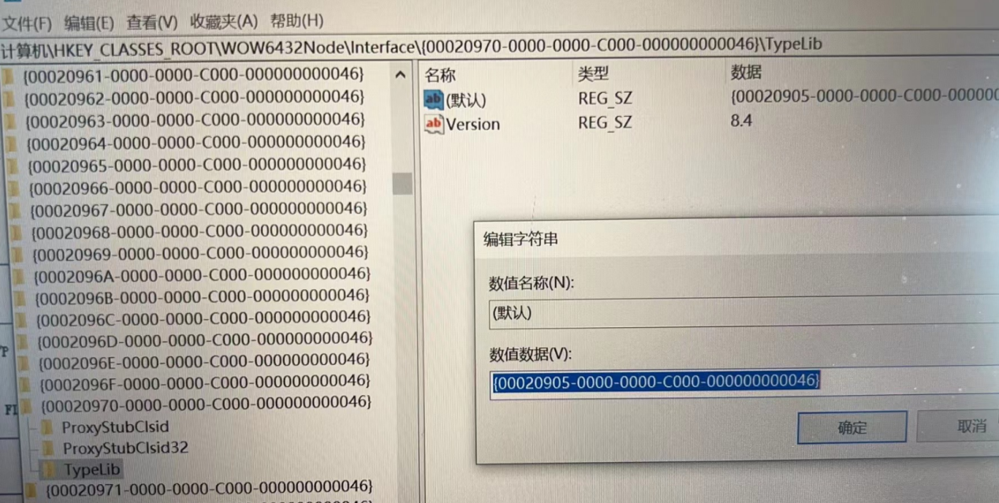 文件(F) 编辑(E) 查看(V) 收藏夹(A) 帮助(H)
计算机\HKEY_CLASSES_ROOT\WOW6432Node\Interface\{00020970-0000-0000-C000-000000000046}\TypeLib
{00020961-0000-0000-C000-000000000046}
{00020962-0000-0000-C000-000000000046}
{00020963-0000-0000-C000-000000000046}
{00020964-0000-0000-C000-000000000046}
{00020965-0000-0000-C000-000000000046}
{00020966-0000-0000-C000-000000000046}
{00020967-0000-0000-C000-000000000046}
{00020968-0000-0000-C000-000000000046}
{00020969-0000-0000-C000-000000000046}
{0002096A-0000-0000-C000-000000000046}
{0002096B-0000-0000-C000-000000000046}
{0002096C-0000-0000-C000-000000000046}
{0002096D-0000-0000-C000-000000000046}
{0002096E-0000-0000-C000-000000000046}
{0002096F-0000-0000-C000-000000000046}
{00020970-0000-0000-C000-000000000046}
ProxyStubClsid
ProxyStubClsid32
TypeLib
{00020971-0000-0000-C000-000000000046}
名称 类型 数据
ab (默认) REG_SZ {00020905-0000-0000-C000-000000
ab Version REG_SZ 8.4
编辑字符串
数值名称(N):
(默认)
数值数据(V):
{00020905-0000-0000-C000-000000000046}
确定 取消